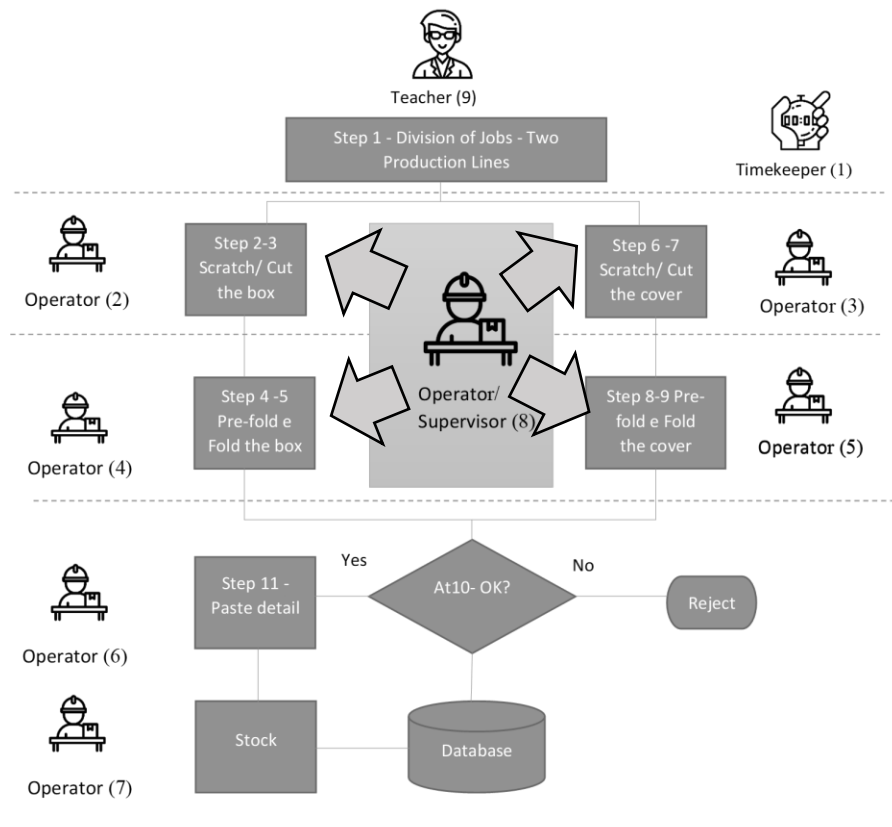 Teacher (9)
Step 1 - Division of Jobs - Two
Production Lines
Timekeeper (1)
Operator (2)
Step 2-3
Scratch/ Cut
the box
Step 6 -7
Scratch/ Cut
the cover
Operator (3)
Operator/
Supervisor (8)
Operator (4)
Step 4 -5
Pre-fold e
Fold the box
Step 8-9 Pre-
fold e Fold
the cover
Operator (5)
Yes
At10- OK?
No
Reject
Step 11 -
Paste detail
Operator (6)
Stock
Database
Operator (7)
00:01